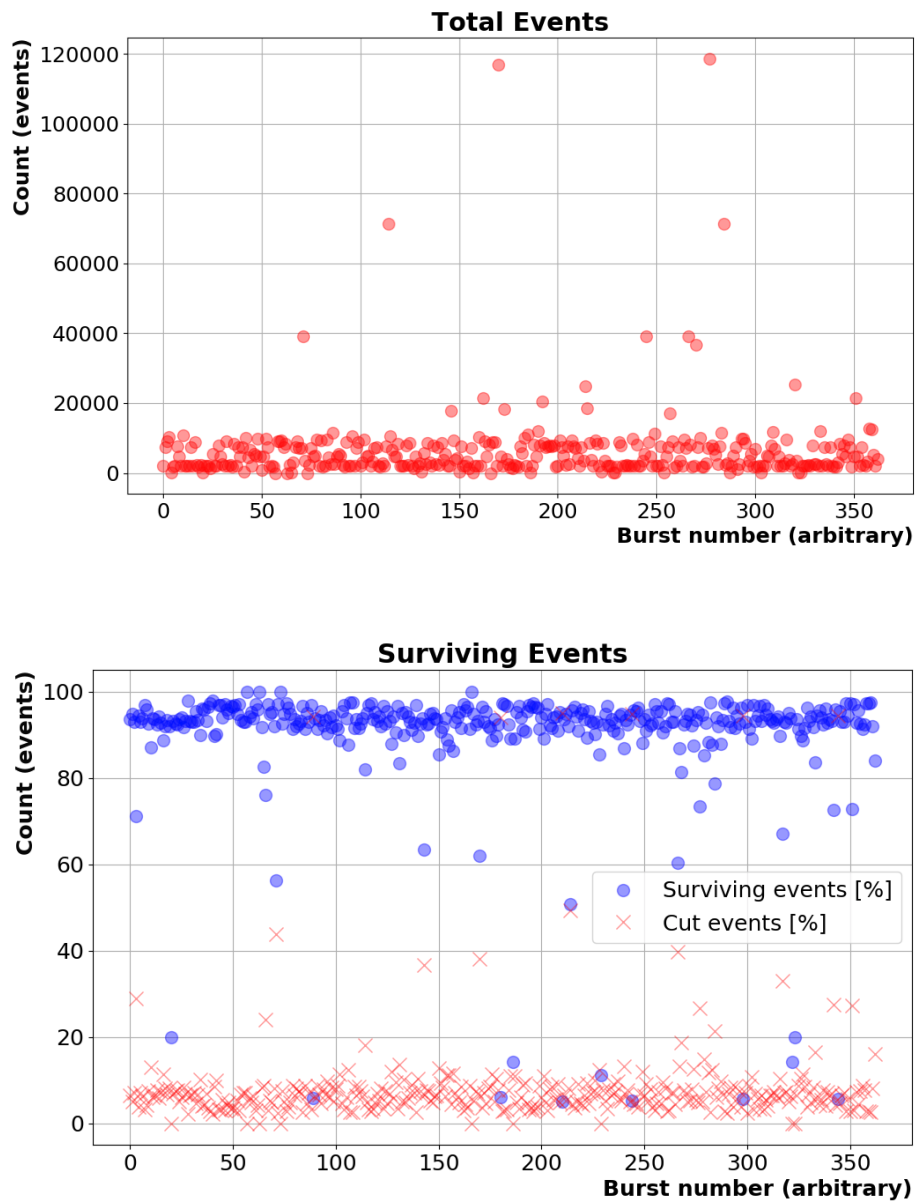 Total Events
Count (events)
120000
100000
80000
60000
40000
20000
0
0 50 100 150 200 250 300 350
Burst number (arbitrary)
Surviving Events
Count (events)
100
80
60
40
20
0
Surviving events [%]
Cut events [%]
0 50 100 150 200 250 300 350
Burst number (arbitrary)